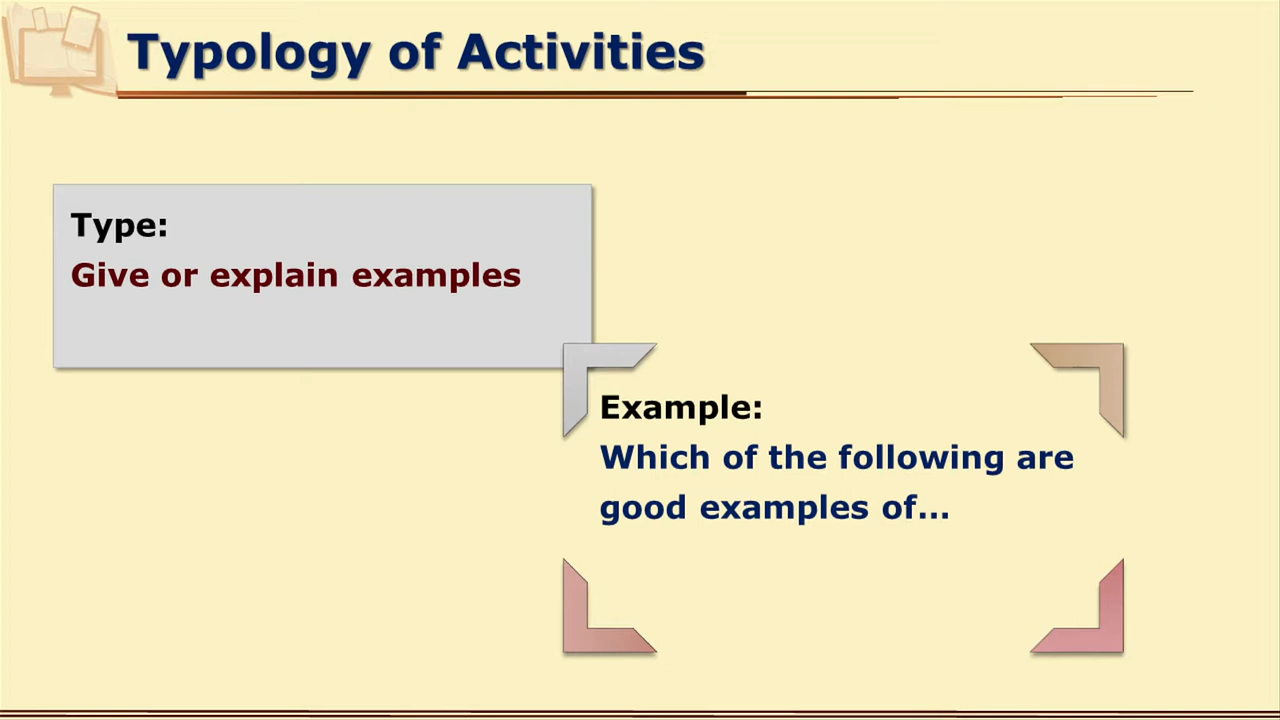 Typology of Activities
Type:
Give or explain examples
Example:
Which of the following are
good examples of...